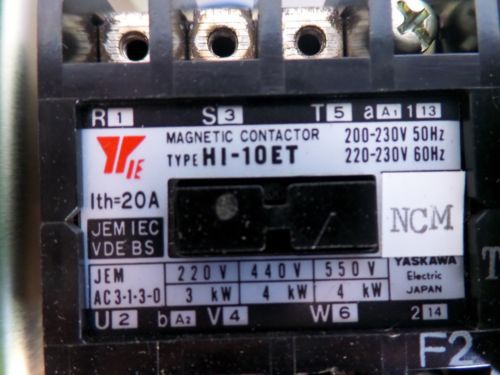 R 1 S 3 T 5 a A1 1 13
MAGNETIC CONTACTOR 200-230V 50Hz
TYPE HI-10ET 220-230V 60Hz
YE
Ith=20A
JEM IEC
VDE BS
NCM
JEM 220V 440V 550V
AC3·1·3-0 3 kW 4 kW 4 kW
YASKAWA
Electric
JAPAN
U 2 b A2 V 4 W 6 2 14
F2